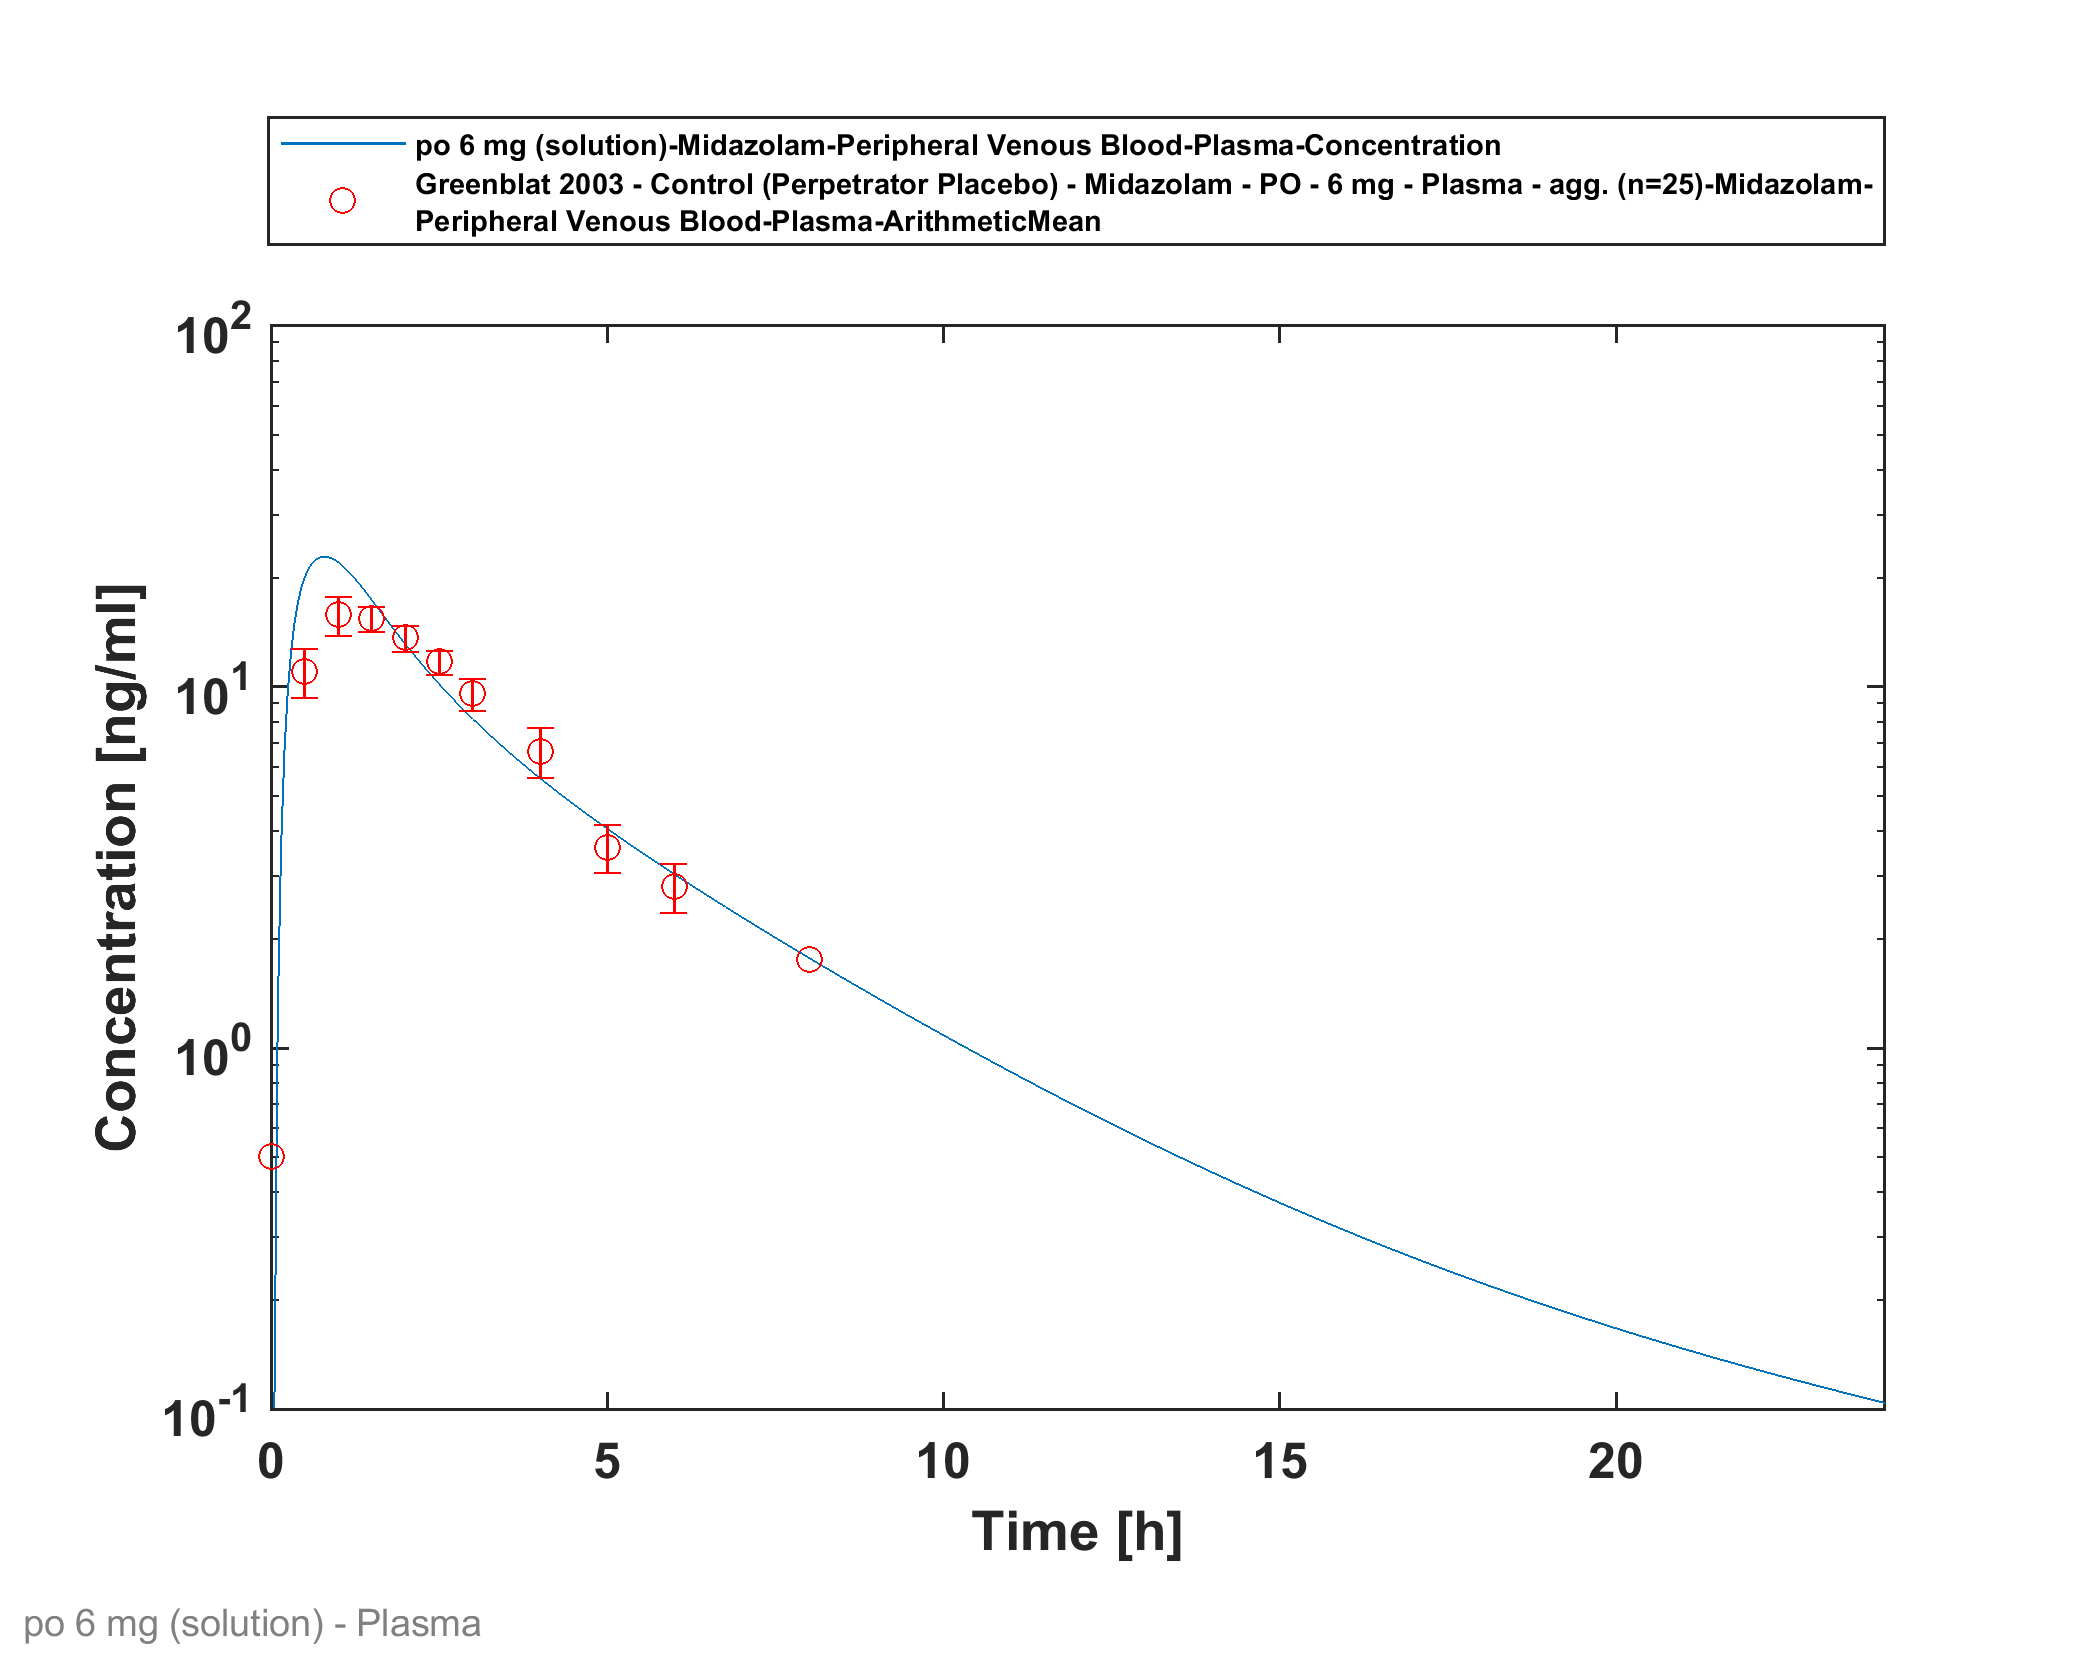 po 6 mg (solution)-Midazolam-Peripheral Venous Blood-Plasma-Concentration
Greenblat 2003 - Control (Perpetrator Placebo) - Midazolam - PO - 6 mg - Plasma - agg. (n=25)-Midazolam-
Peripheral Venous Blood-Plasma-ArithmeticMean
10^2
10^1
10^0
10^-1
Concentration [ng/ml]
0 5 10 15 20
Time [h]
po 6 mg (solution) - Plasma